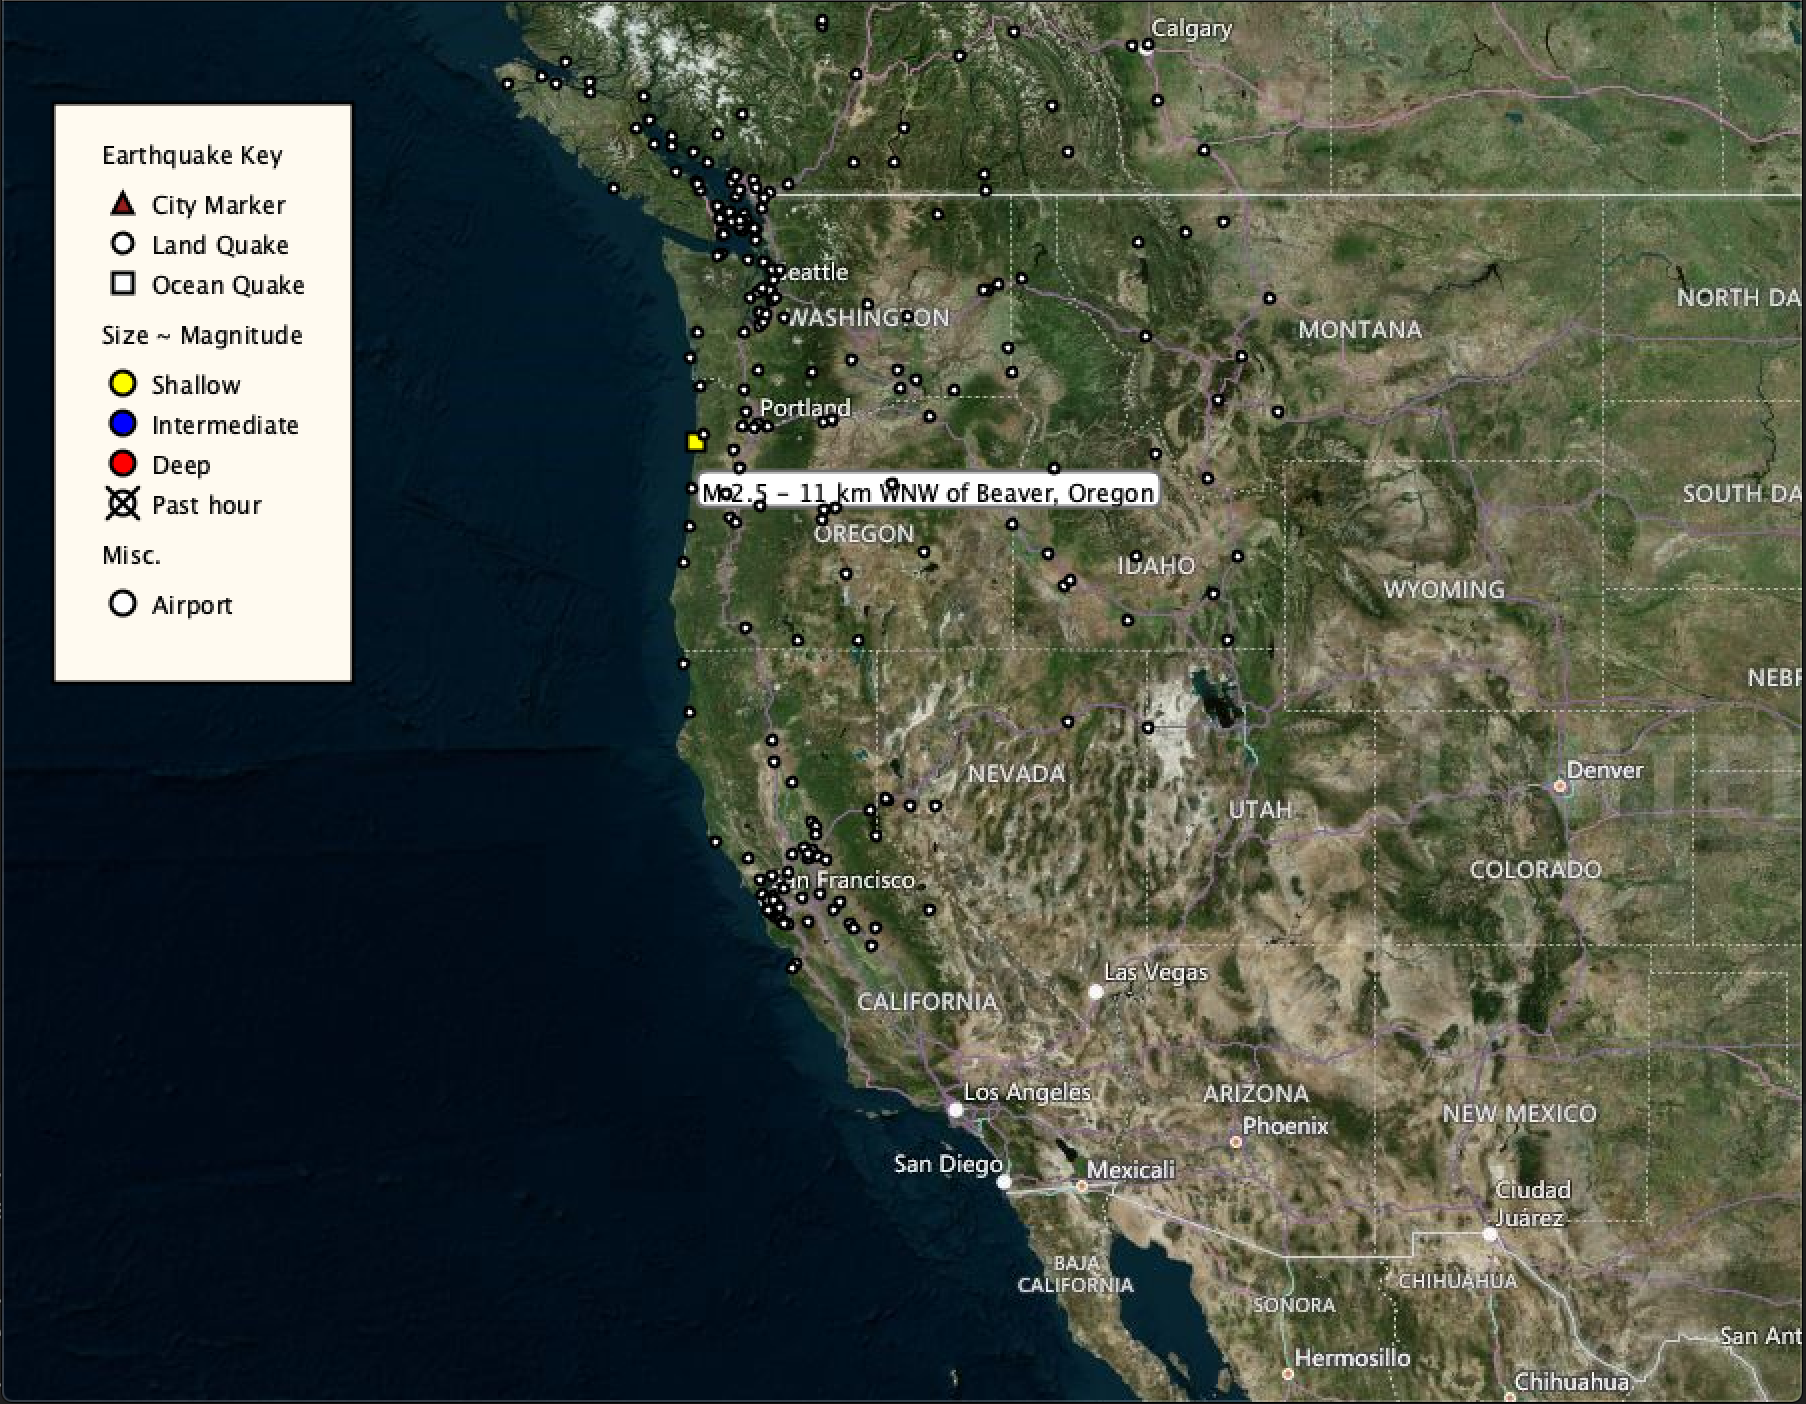 Calgary
Earthquake Key
City Marker
Land Quake
Ocean Quake
Size ~ Magnitude
Shallow
Intermediate
Deep
Past hour
Misc.
Airport
Seattle
WASHINGTON
MONTANA
NORTH DA
Portland
M 2.5 - 11 km WNW of Beaver, Oregon
SOUTH DA
OREGON
IDAHO
WYOMING
NEBR
NEVADA
Denver
UTAH
COLORADO
San Francisco
Las Vegas
CALIFORNIA
Los Angeles
ARIZONA
NEW MEXICO
Phoenix
San Diego
Mexicali
Ciudad
Juárez
BAJA
CALIFORNIA
CHIHUAHUA
SONORA
San Ant
Hermosillo
Chihuahua